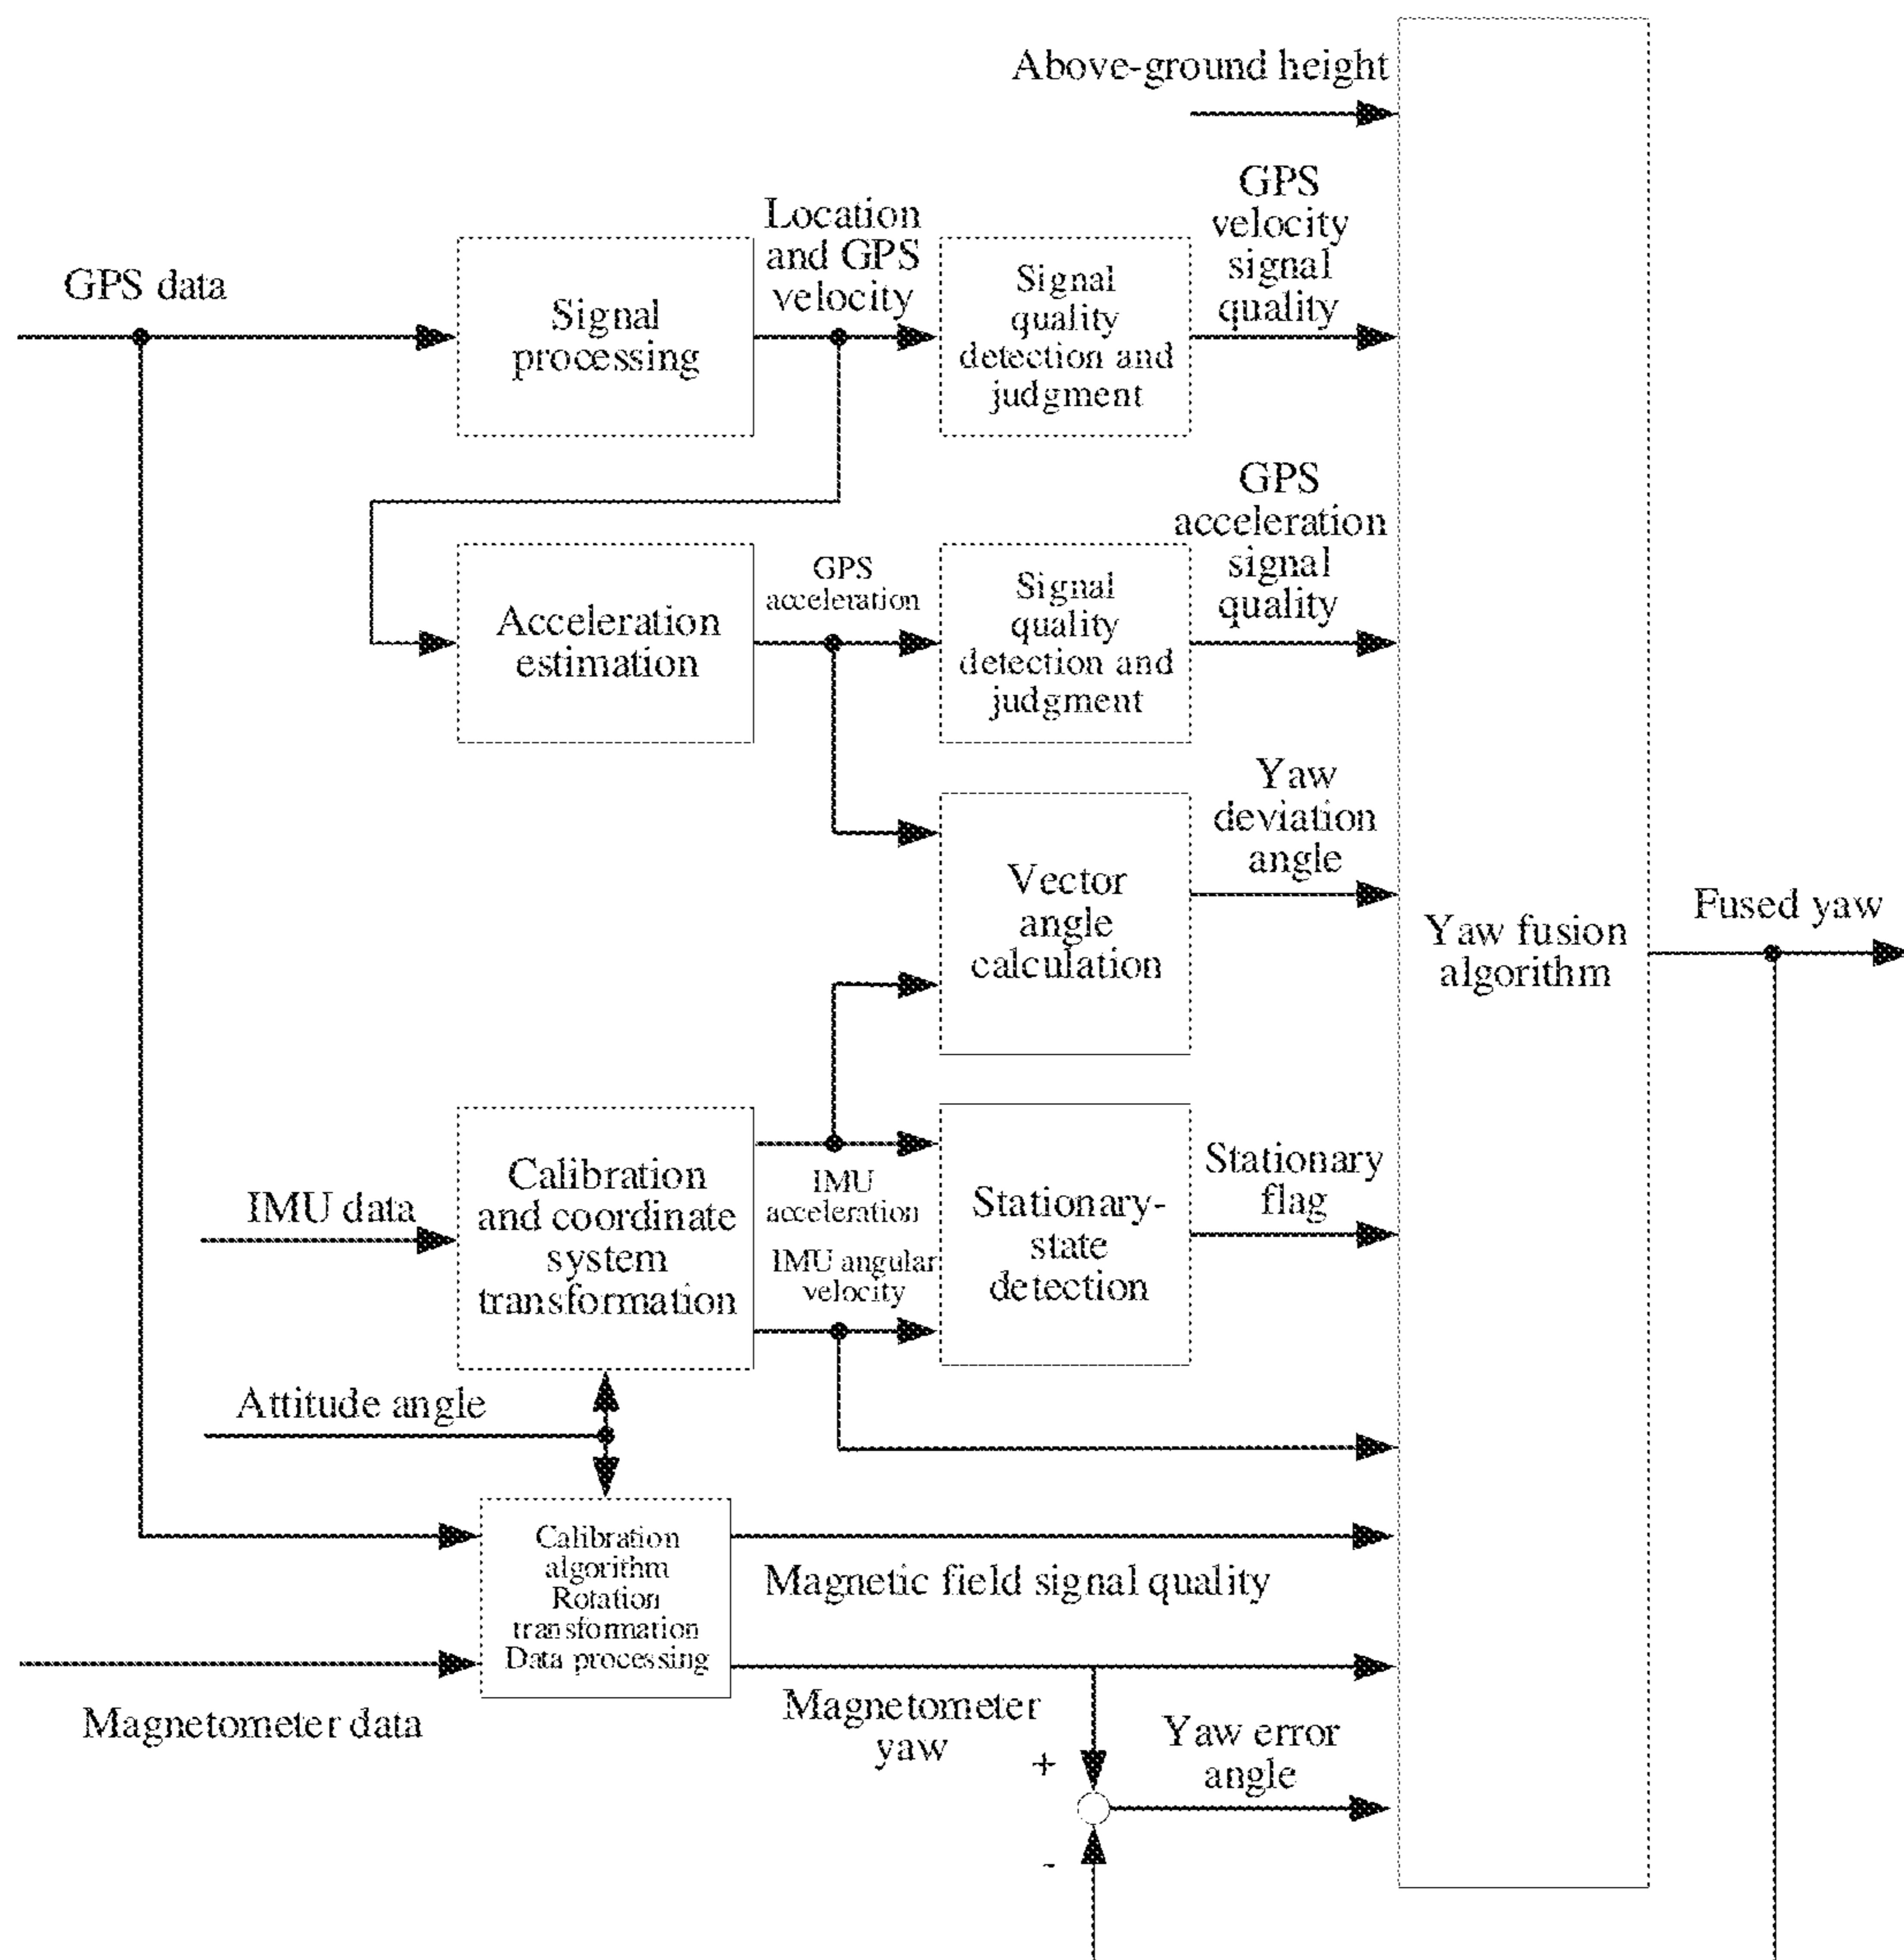 Above-ground height
GPS
velocity
signal
quality
Location
and GPS
velocity
GPS data
Signal
processing
Signal
quality
detection and
judgment
GPS
acceleration
signal
quality
GPS
acceleration
Acceleration
estimation
Signal
quality
detection and
judgment
Yaw
deviation
angle
Vector
angle
calculation
Yaw fusion
algorithm
Fused yaw
IMU data
Calibration
and coordinate
system
transformation
IMU
acceleration
IMU angular
velocity
Stationary-
state
detection
Stationary
flag
Attitude angle
Calibration
algorithm
Rotation
transformation
Data processing
Magnetic field signal quality
Magnetometer data
Magnetometer
yaw
+
-
Yaw error
angle